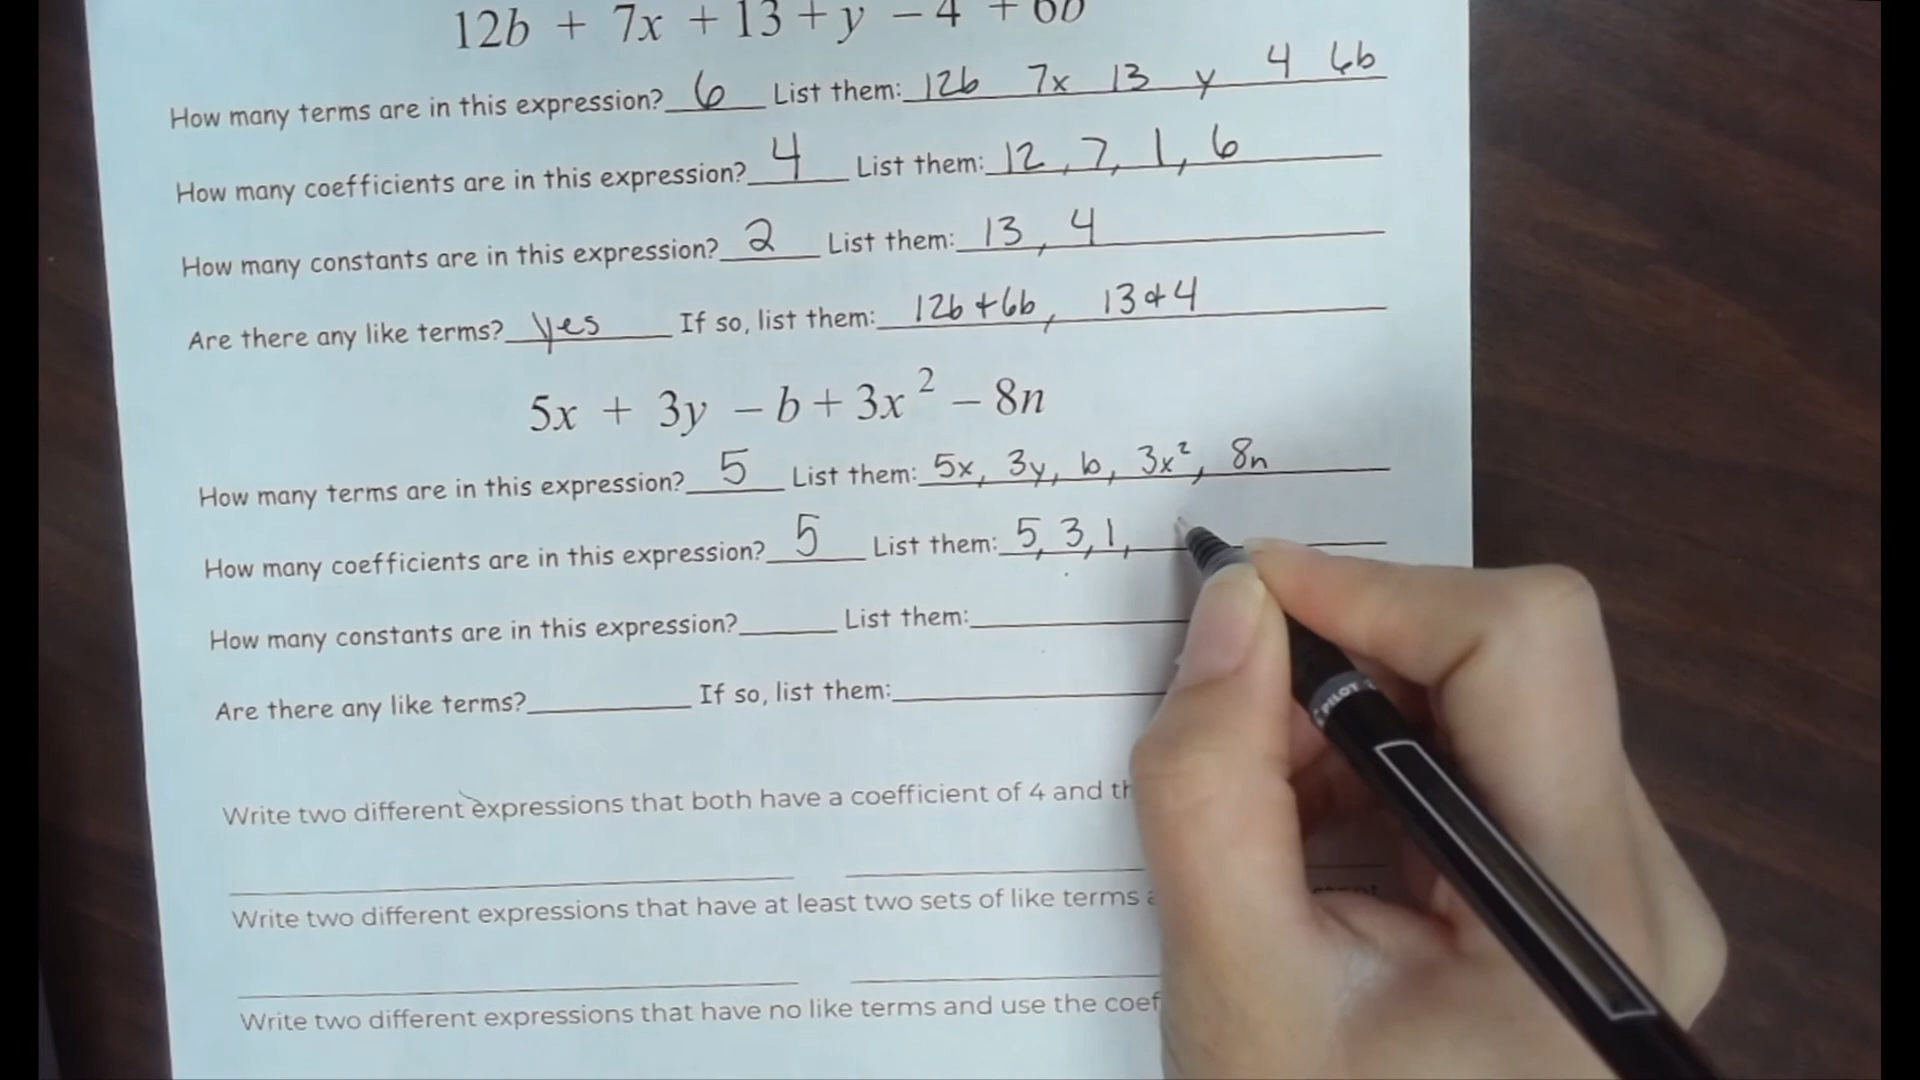 12b + 7x + 13 + y − 4 + 6b
How many terms are in this expression? 6 List them: 12b 7x 13 y 4 6b
How many coefficients are in this expression? 4 List them: 12, 7, 1, 6
How many constants are in this expression? 2 List them: 13, 4
Are there any like terms? yes If so, list them: 12b + 6b, 13 & 4
5x + 3y − b + 3x² − 8n
How many terms are in this expression? 5 List them: 5x, 3y, b, 3x², 8n
How many coefficients are in this expression? 5 List them: 5, 3, 1,
How many constants are in this expression? List them:
Are there any like terms? If so, list them:
PILOT
Write two different expressions that both have a coefficient of 4 and
Write two different expressions that have at least two sets of like terms
Write two different expressions that have no like terms and use the